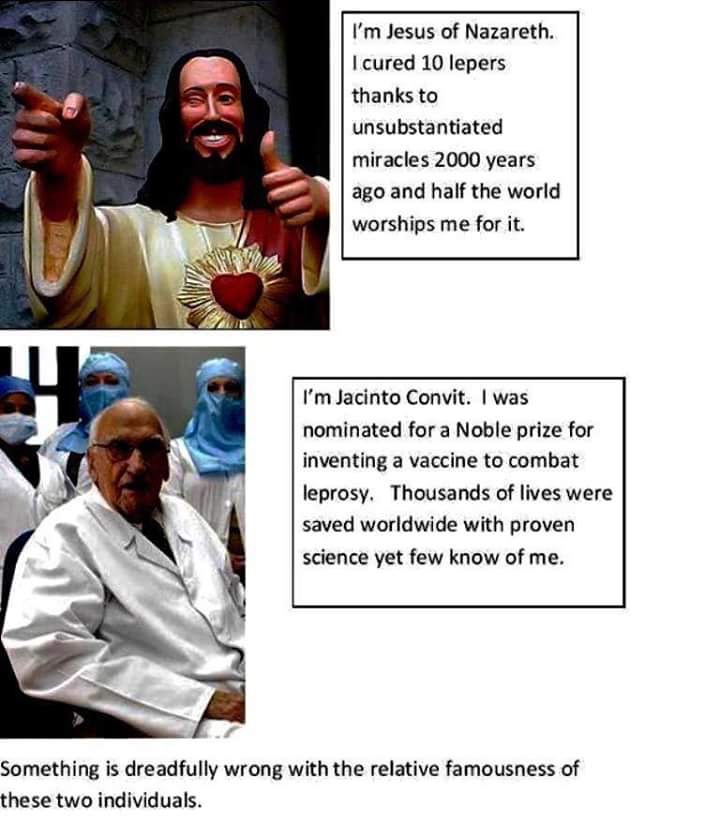 I'm Jesus of Nazareth.
I cured 10 lepers
thanks to
unsubstantiated
miracles 2000 years
ago and half the world
worships me for it.
I'm Jacinto Convit.  I was
nominated for a Noble prize for
inventing a vaccine to combat
leprosy.   Thousands of lives were
saved worldwide with proven
science yet few know of me.
Something is dreadfully wrong with the relative famousness of
these two individuals.